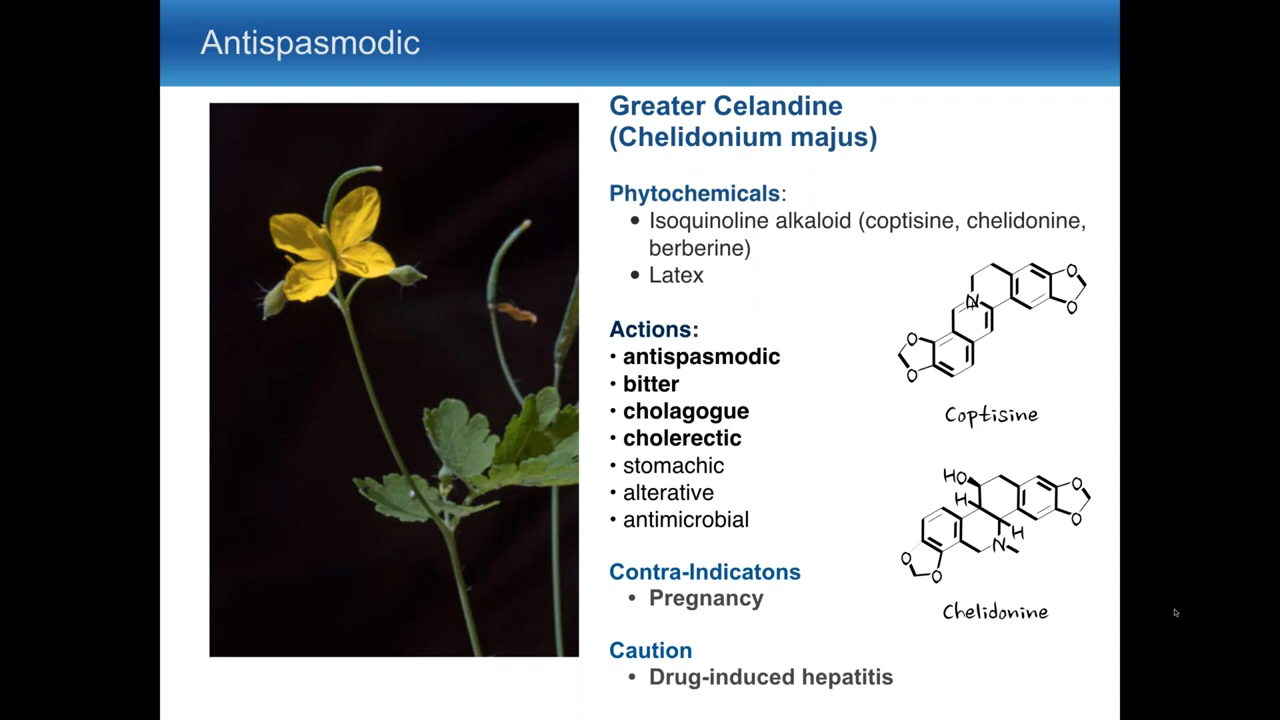 Antispasmodic
Greater Celandine
(Chelidonium majus)
Phytochemicals:
• Isoquinoline alkaloid (coptisine, chelidonine,
berberine)
• Latex
Actions:
• antispasmodic
• bitter
• cholagogue
• cholerectic
• stomachic
• alterative
• antimicrobial
Contra-Indicatons
• Pregnancy
Caution
• Drug-induced hepatitis
O
N
O
O
O
Coptisine
HO
H
O
H
O
N
O
O
Chelidonine